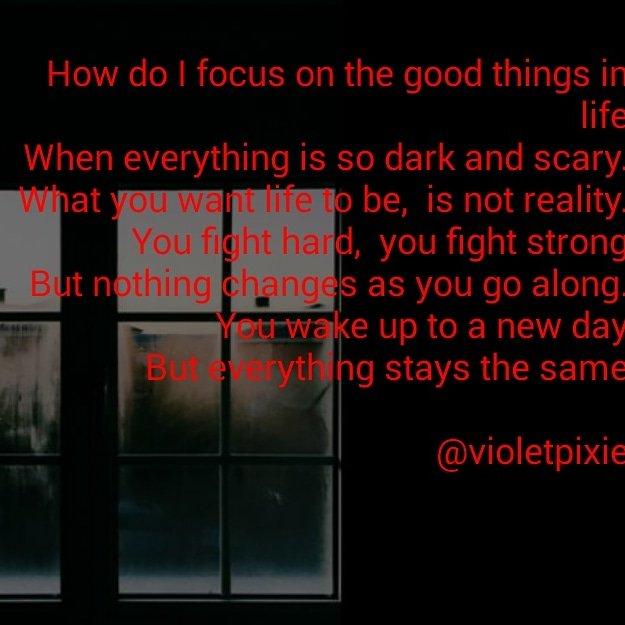 How do I focus on the good things in
life
When everything is so dark and scary.
What you want life to be,  is not reality.
You fight hard,  you fight strong
But nothing changes as you go along.
You wake up to a new day
But everything stays the same
@violetpixie